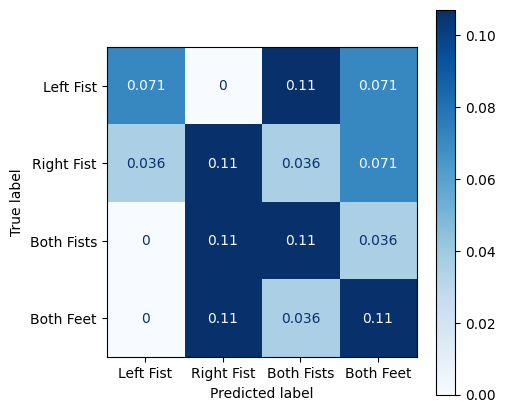 0.10
Left Fist 0.071 0 0.11 0.071
0.08
Right Fist 0.036 0.11 0.036 0.071
0.06
True label
0.04
Both Fists 0 0.11 0.11 0.036
0.02
Both Feet 0 0.11 0.036 0.11
0.00
Left Fist Right Fist Both Fists Both Feet
Predicted label